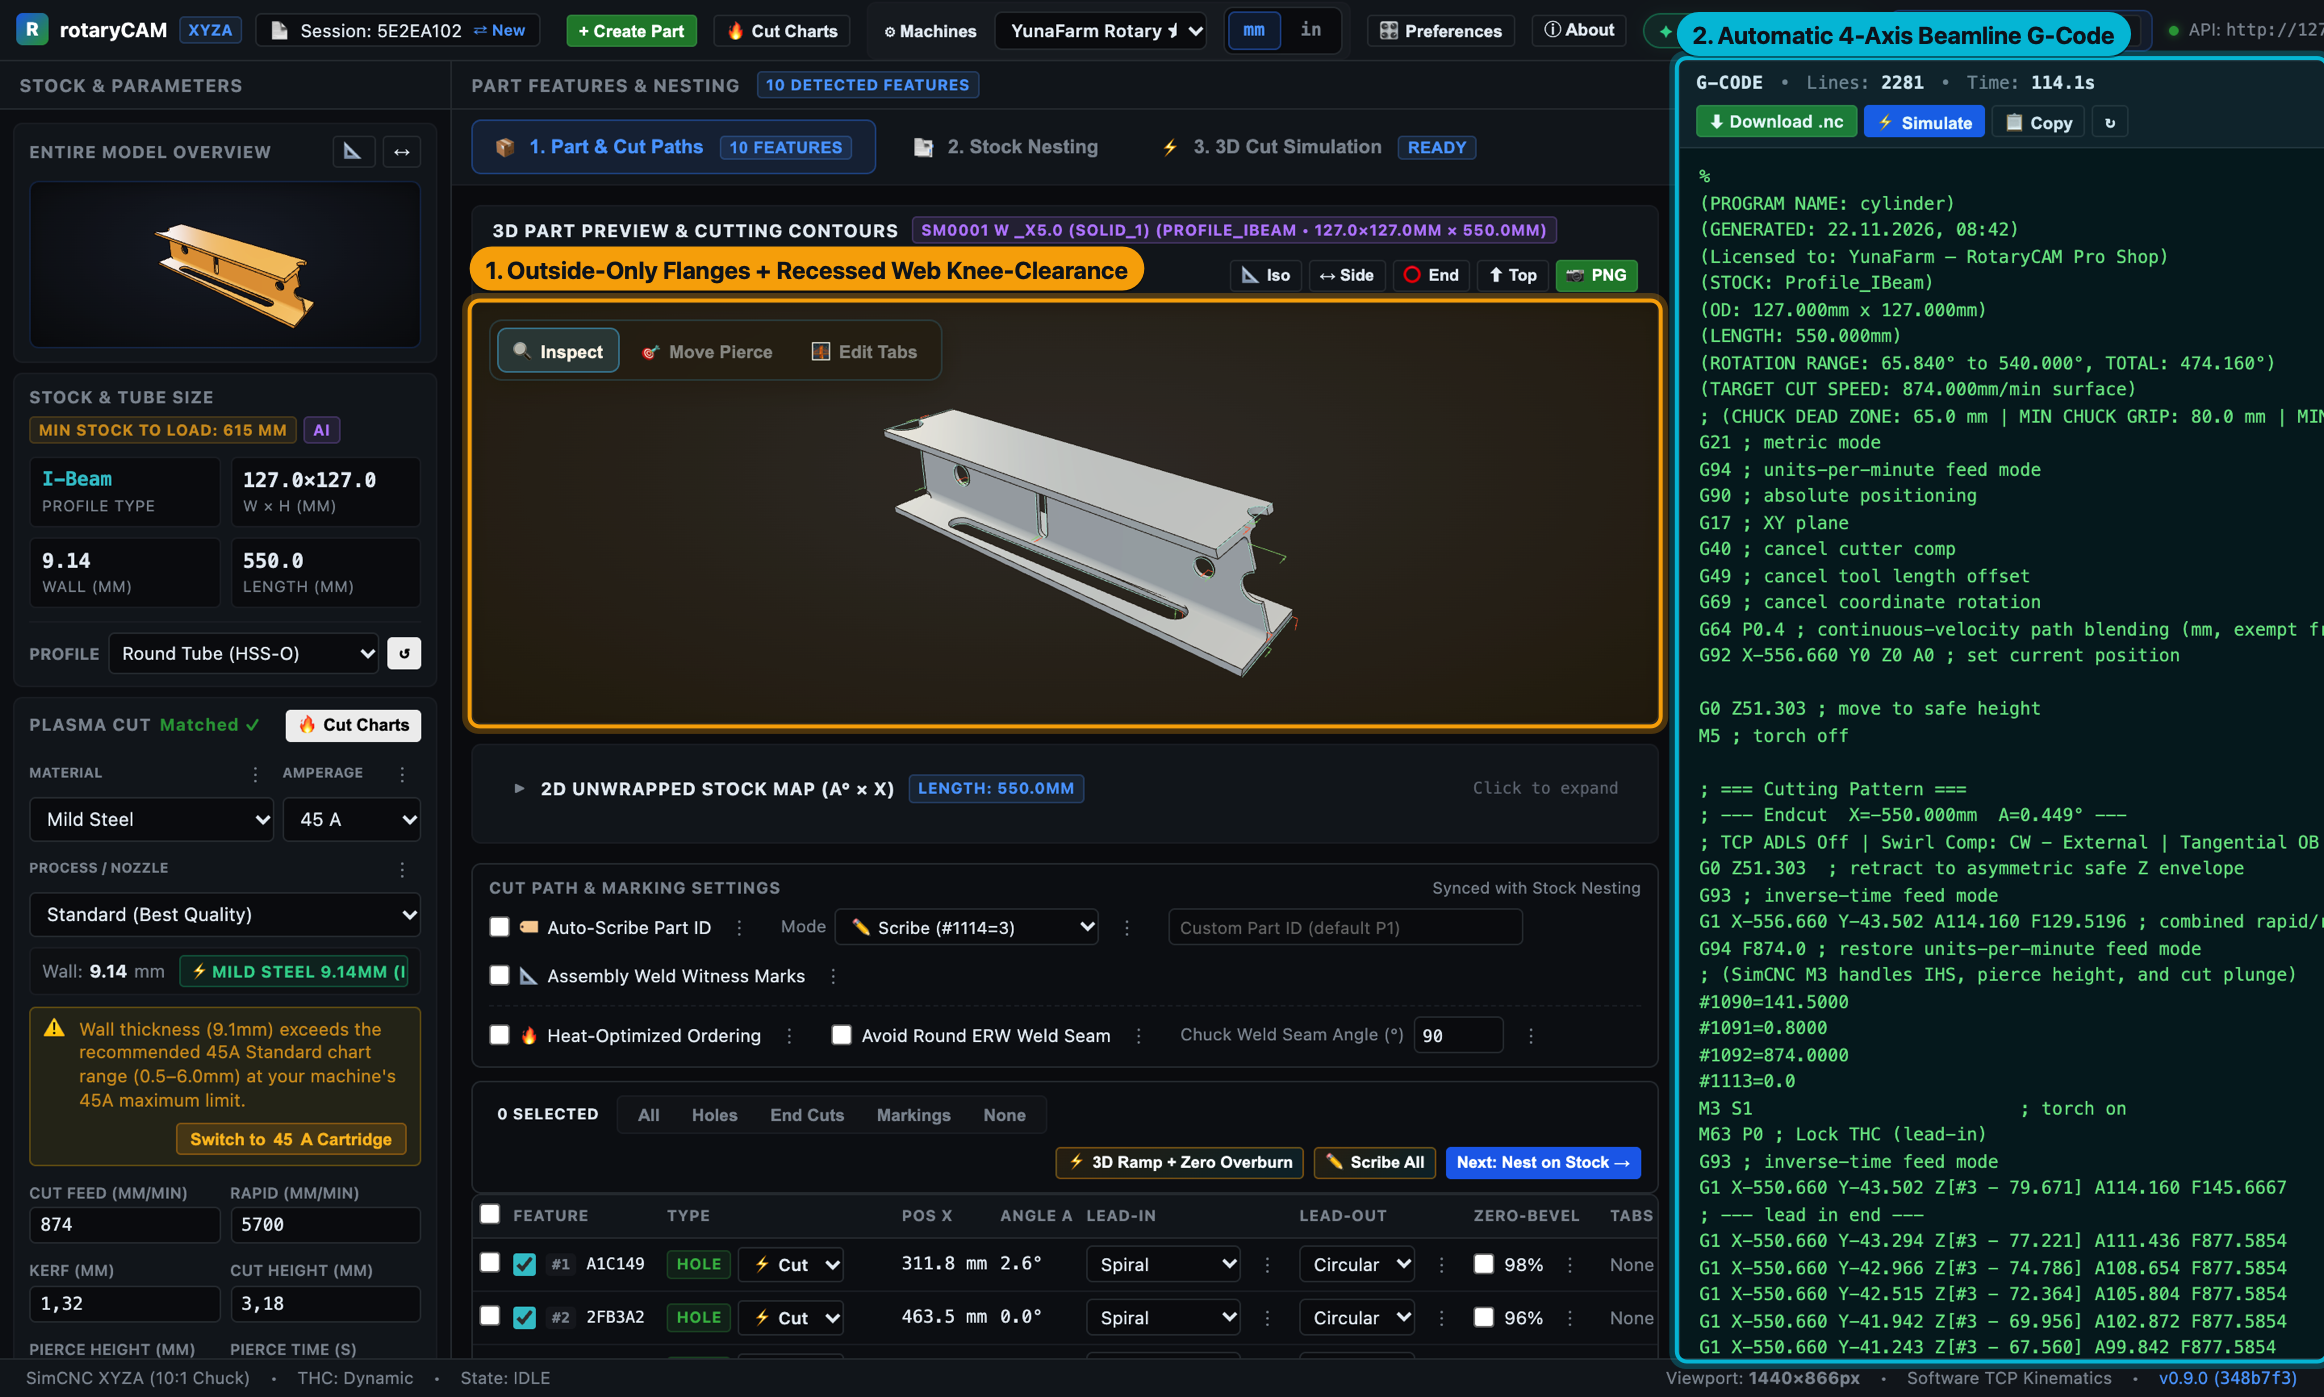 R rotaryCAM XYZA Session: 5E2EA102 ⇄ New + Create Part Cut Charts Machines YunaFarm Rotary mm in Preferences About API: http://127
2. Automatic 4-Axis Beamline G-Code
STOCK & PARAMETERS
ENTIRE MODEL OVERVIEW
STOCK & TUBE SIZE
MIN STOCK TO LOAD: 615 MM AI
I-Beam 127.0×127.0
PROFILE TYPE W × H (MM)
9.14 550.0
WALL (MM) LENGTH (MM)
PROFILE Round Tube (HSS-O)
PLASMA CUT Matched ✓ Cut Charts
MATERIAL AMPERAGE
Mild Steel 45 A
PROCESS / NOZZLE
Standard (Best Quality)
Wall: 9.14 mm MILD STEEL 9.14MM (
Wall thickness (9.1mm) exceeds the
recommended 45A Standard chart
range (0.5–6.0mm) at your machine's
45A maximum limit.
Switch to 45 A Cartridge
CUT FEED (MM/MIN) RAPID (MM/MIN)
874 5700
KERF (MM) CUT HEIGHT (MM)
1,32 3,18
PIERCE HEIGHT (MM) PIERCE TIME (S)
PART FEATURES & NESTING 10 DETECTED FEATURES
1. Part & Cut Paths 10 FEATURES 2. Stock Nesting 3. 3D Cut Simulation READY
3D PART PREVIEW & CUTTING CONTOURS SM0001 W _X5.0 (SOLID_1) (PROFILE_IBEAM • 127.0×127.0MM × 550.0MM)
1. Outside-Only Flanges + Recessed Web Knee-Clearance
Iso ↔ Side End Top PNG
Inspect Move Pierce Edit Tabs
2D UNWRAPPED STOCK MAP (A° × X) LENGTH: 550.0MM Click to expand
CUT PATH & MARKING SETTINGS Synced with Stock Nesting
Auto-Scribe Part ID Mode Scribe (#1114=3) Custom Part ID (default P1)
Assembly Weld Witness Marks
Heat-Optimized Ordering Avoid Round ERW Weld Seam Chuck Weld Seam Angle (°) 90
0 SELECTED All Holes End Cuts Markings None
3D Ramp + Zero Overburn Scribe All Next: Nest on Stock →
FEATURE TYPE POS X ANGLE A LEAD-IN LEAD-OUT ZERO-BEVEL TABS
#1 A1C149 HOLE Cut 311.8 mm 2.6° Spiral Circular 98% None
#2 2FB3A2 HOLE Cut 463.5 mm 0.0° Spiral Circular 96% None
G-CODE • Lines: 2281 • Time: 114.1s
Download .nc Simulate Copy ↻
%
(PROGRAM NAME: cylinder)
(GENERATED: 22.11.2026, 08:42)
(Licensed to: YunaFarm – RotaryCAM Pro Shop)
(STOCK: Profile_IBeam)
(OD: 127.000mm x 127.000mm)
(LENGTH: 550.000mm)
(ROTATION RANGE: 65.840° to 540.000°, TOTAL: 474.160°)
(TARGET CUT SPEED: 874.000mm/min surface)
; (CHUCK DEAD ZONE: 65.0 mm | MIN CHUCK GRIP: 80.0 mm | MIN
G21 ; metric mode
G94 ; units-per-minute feed mode
G90 ; absolute positioning
G17 ; XY plane
G40 ; cancel cutter comp
G49 ; cancel tool length offset
G69 ; cancel coordinate rotation
G64 P0.4 ; continuous-velocity path blending (mm, exempt fr
G92 X-556.660 Y0 Z0 A0 ; set current position
G0 Z51.303 ; move to safe height
M5 ; torch off
; === Cutting Pattern ===
; --- Endcut X=-550.000mm A=0.449° ---
; TCP ADLS Off | Swirl Comp: CW - External | Tangential OB
G0 Z51.303 ; retract to asymmetric safe Z envelope
G93 ; inverse-time feed mode
G1 X-556.660 Y-43.502 A114.160 F129.5196 ; combined rapid/r
G94 F874.0 ; restore units-per-minute feed mode
; (SimCNC M3 handles IHS, pierce height, and cut plunge)
#1090=141.5000
#1091=0.8000
#1092=874.0000
#1113=0.0
M3 S1 ; torch on
M63 P0 ; Lock THC (lead-in)
G93 ; inverse-time feed mode
G1 X-550.660 Y-43.502 Z[#3 - 79.671] A114.160 F145.6667
; --- lead in end ---
G1 X-550.660 Y-43.294 Z[#3 - 77.221] A111.436 F877.5854
G1 X-550.660 Y-42.966 Z[#3 - 74.786] A108.654 F877.5854
G1 X-550.660 Y-42.515 Z[#3 - 72.364] A105.804 F877.5854
G1 X-550.660 Y-41.942 Z[#3 - 69.956] A102.872 F877.5854
G1 X-550.660 Y-41.243 Z[#3 - 67.560] A99.842 F877.5854
SimCNC XYZA (10:1 Chuck) • THC: Dynamic • State: IDLE Viewport: 1440×866px • Software TCP Kinematics • v0.9.0 (348b7f3)